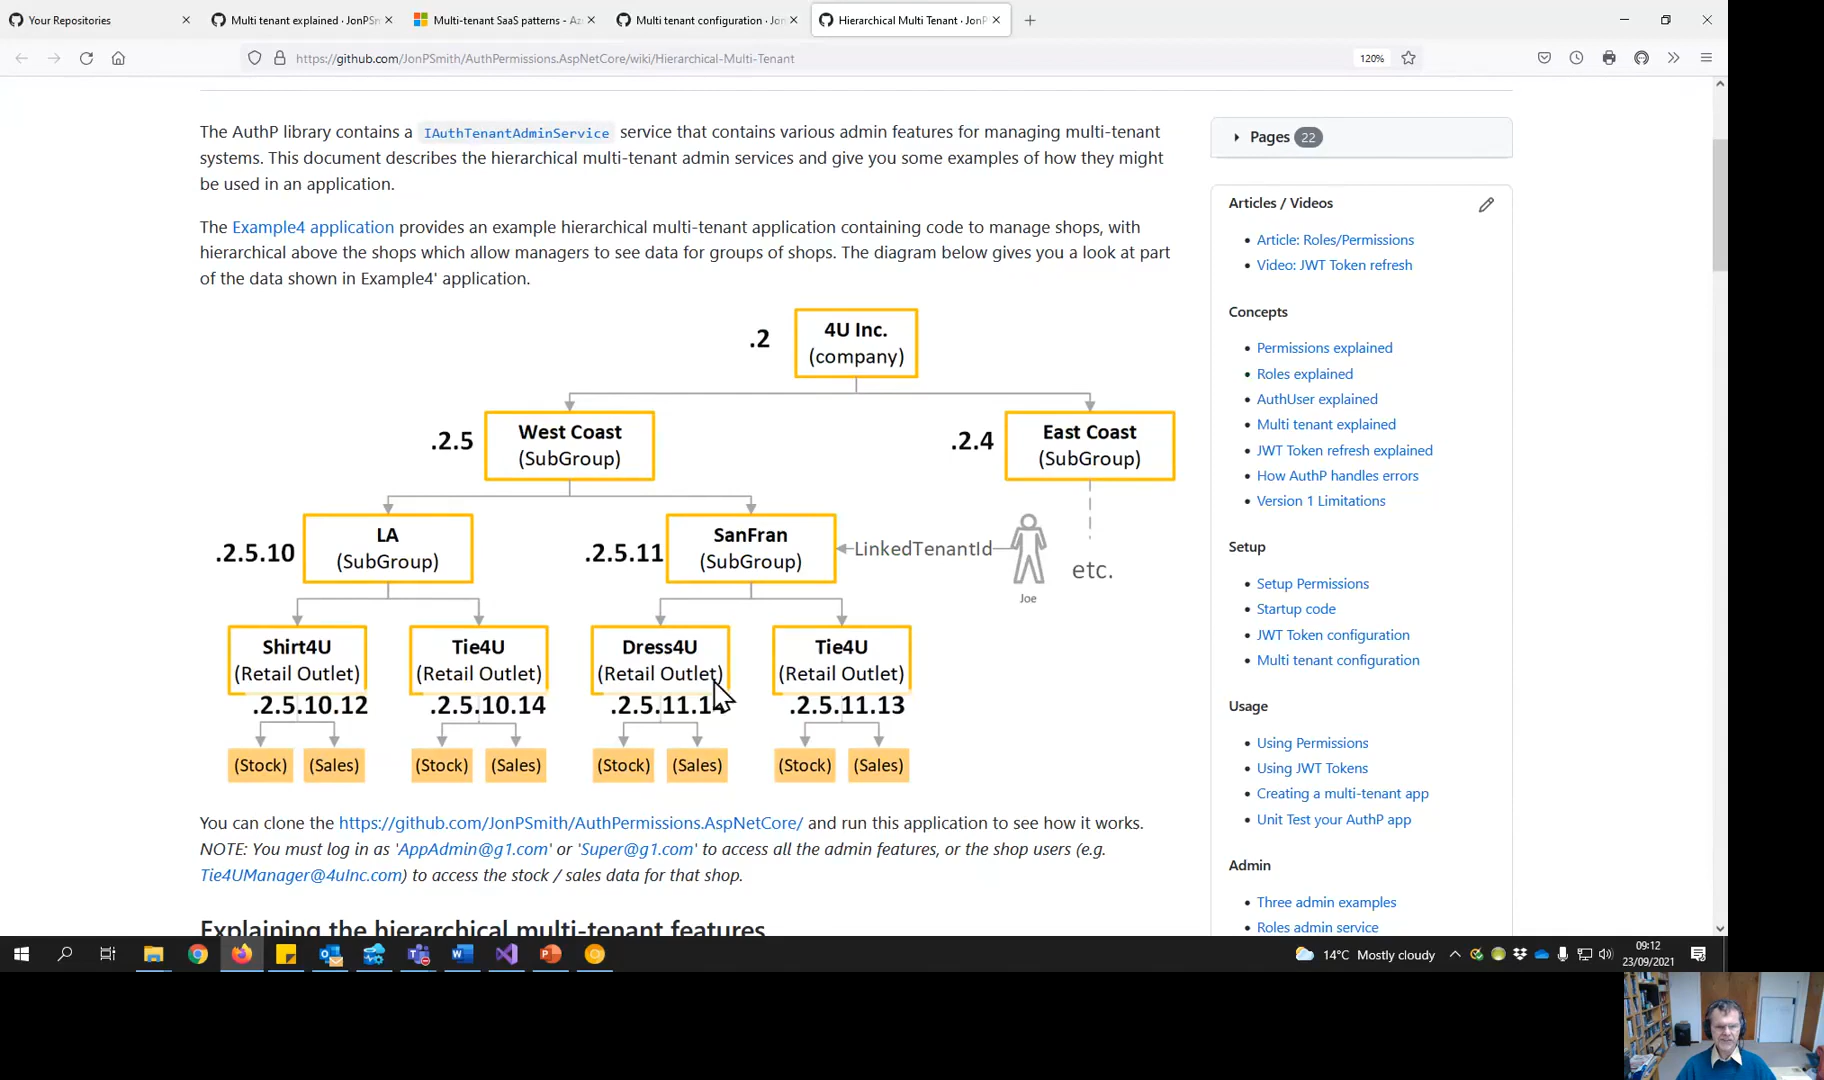 Your Repositories
Multi tenant explained · JonPSm
Multi-tenant SaaS patterns - Az
Multi tenant configuration · Jon
Hierarchical Multi Tenant · JonP
https://github.com/JonPSmith/AuthPermissions.AspNetCore/wiki/Hierarchical-Multi-Tenant
120%
The AuthP library contains a IAuthTenantAdminService service that contains various admin features for managing multi-tenant
systems. This document describes the hierarchical multi-tenant admin services and give you some examples of how they might
be used in an application.
The Example4 application provides an example hierarchical multi-tenant application containing code to manage shops, with
hierarchical above the shops which allow managers to see data for groups of shops. The diagram below gives you a look at part
of the data shown in Example4' application.
.2
4U Inc.
(company)
.2.5
West Coast
(SubGroup)
.2.4
East Coast
(SubGroup)
.2.5.10
LA
(SubGroup)
.2.5.11
SanFran
(SubGroup)
LinkedTenantId
Joe
etc.
Shirt4U
(Retail Outlet)
.2.5.10.12
Tie4U
(Retail Outlet)
.2.5.10.14
Dress4U
(Retail Outlet)
Tie4U
(Retail Outlet)
.2.5.11.13
(Stock) (Sales) (Stock) (Sales) (Stock) (Sales) (Stock) (Sales)
You can clone the https://github.com/JonPSmith/AuthPermissions.AspNetCore/ and run this application to see how it works.
NOTE: You must log in as 'AppAdmin@g1.com' or 'Super@g1.com' to access all the admin features, or the shop users (e.g.
Tie4UManager@4uInc.com) to access the stock / sales data for that shop.
Explaining the hierarchical multi-tenant features
Pages 22
Articles / Videos
Article: Roles/Permissions
Video: JWT Token refresh
Concepts
Permissions explained
Roles explained
AuthUser explained
Multi tenant explained
JWT Token refresh explained
How AuthP handles errors
Version 1 Limitations
Setup
Setup Permissions
Startup code
JWT Token configuration
Multi tenant configuration
Usage
Using Permissions
Using JWT Tokens
Creating a multi-tenant app
Unit Test your AuthP app
Admin
Three admin examples
Roles admin service
14°C Mostly cloudy
09:12
23/09/2021